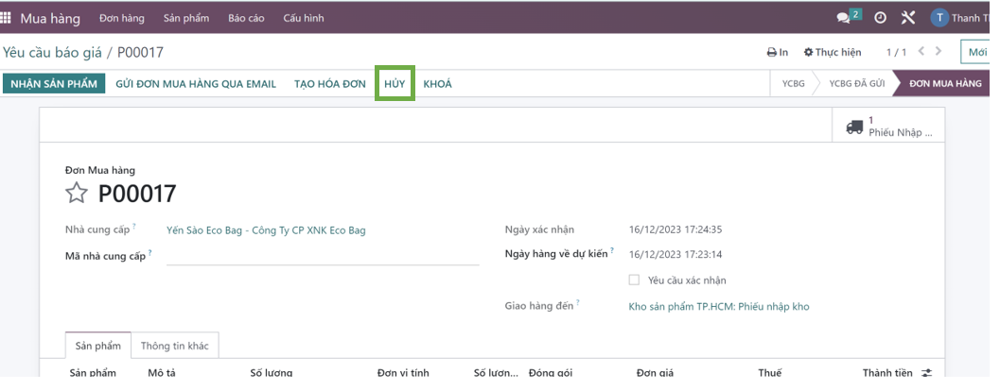 Mua hàng Đơn hàng Sản phẩm Báo cáo Cấu hình 2 T Thanh T
Yêu cầu báo giá / P00017 In Thực hiện 1 / 1 Mới
NHẬN SẢN PHẨM GỬI ĐƠN MUA HÀNG QUA EMAIL TẠO HÓA ĐƠN HỦY KHOÁ YCBG YCBG ĐÃ GỬI ĐƠN MUA HÀNG
1
Phiếu Nhập ...
Đơn Mua hàng
P00017
Nhà cung cấp ? Yến Sào Eco Bag - Công Ty CP XNK Eco Bag Ngày xác nhận 16/12/2023 17:24:35
Mã nhà cung cấp ? Ngày hàng về dự kiến ? 16/12/2023 17:23:14
Yêu cầu xác nhận
Giao hàng đến ? Kho sản phẩm TP.HCM: Phiếu nhập kho
Sản phẩm Thông tin khác
Sản phẩm Mô tả Số lượng Đơn vị tính Số lượn... Đóng gói Đơn giá Thuế Thành tiền